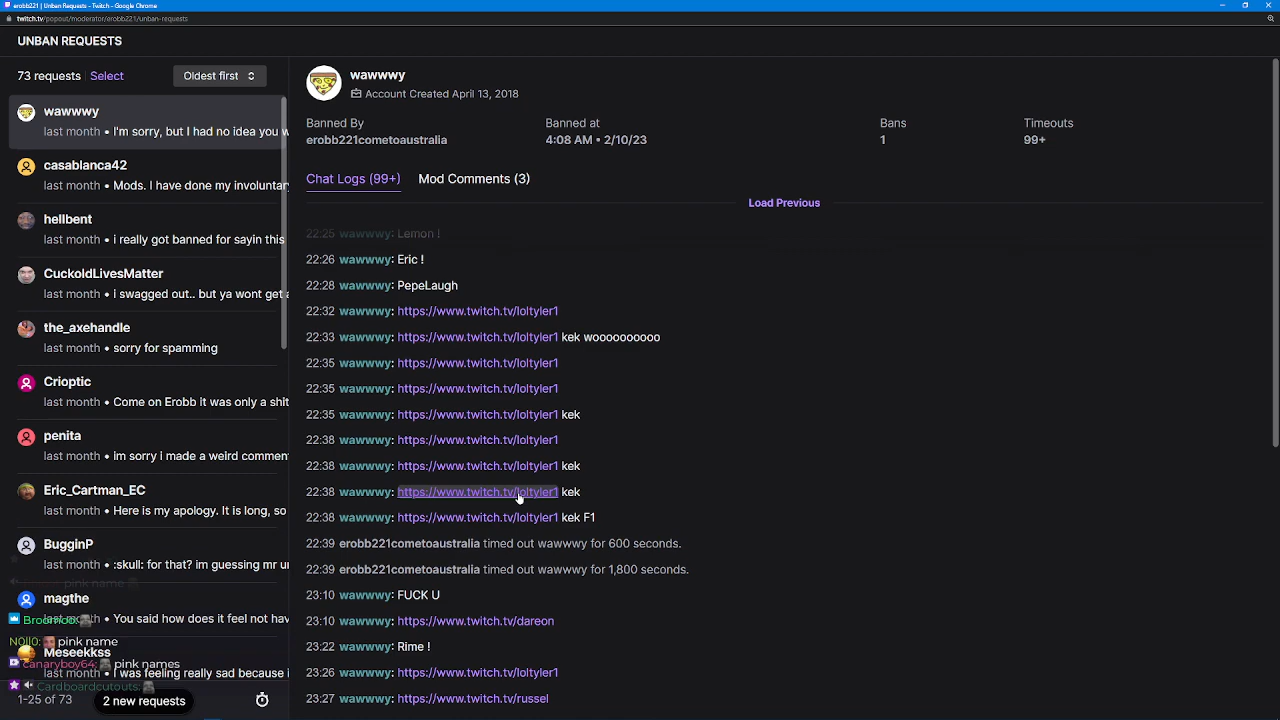 erobb221 | Unban Requests - Twitch - Google Chrome
twitch.tv/popout/moderator/erobb221/unban-requests
UNBAN REQUESTS
73 requests Select Oldest first
wawwwy
last month • I'm sorry, but I had no idea you w
casablanca42
last month • Mods. I have done my involuntar
hellbent
last month • i really got banned for sayin this
CuckoldLivesMatter
last month • i swagged out.. but ya wont get a
the_axehandle
last month • sorry for spamming
Crioptic
last month • Come on Erobb it was only a shit
penita
last month • im sorry i made a weird comment
Eric_Cartman_EC
last month • Here is my apology. It is long, so
BugginP
last month • :skull: for that? im guessing mr u
pink name
magthe
last month • You said how does it feel not hav
Broomoo:
N0ll0: pink name
Meseekkss
canaryboy64: pink names
last month • I was feeling really sad because i
Cardboardcutouts:
1-25 of 73
2 new requests
wawwwy
Account Created April 13, 2018
Banned By Banned at Bans Timeouts
erobb221cometoaustralia 4:08 AM • 2/10/23 1 99+
Chat Logs (99+) Mod Comments (3)
Load Previous
22:25 wawwwy: Lemon !
22:26 wawwwy: Eric !
22:28 wawwwy: PepeLaugh
22:32 wawwwy: https://www.twitch.tv/loltyler1
22:33 wawwwy: https://www.twitch.tv/loltyler1 kek woooooooooo
22:35 wawwwy: https://www.twitch.tv/loltyler1
22:35 wawwwy: https://www.twitch.tv/loltyler1
22:35 wawwwy: https://www.twitch.tv/loltyler1 kek
22:38 wawwwy: https://www.twitch.tv/loltyler1
22:38 wawwwy: https://www.twitch.tv/loltyler1 kek
22:38 wawwwy: https://www.twitch.tv/loltyler1 kek
22:38 wawwwy: https://www.twitch.tv/loltyler1 kek F1
22:39 erobb221cometoaustralia timed out wawwwy for 600 seconds.
22:39 erobb221cometoaustralia timed out wawwwy for 1,800 seconds.
23:10 wawwwy: FUCK U
23:10 wawwwy: https://www.twitch.tv/dareon
23:22 wawwwy: Rime !
23:26 wawwwy: https://www.twitch.tv/loltyler1
23:27 wawwwy: https://www.twitch.tv/russel